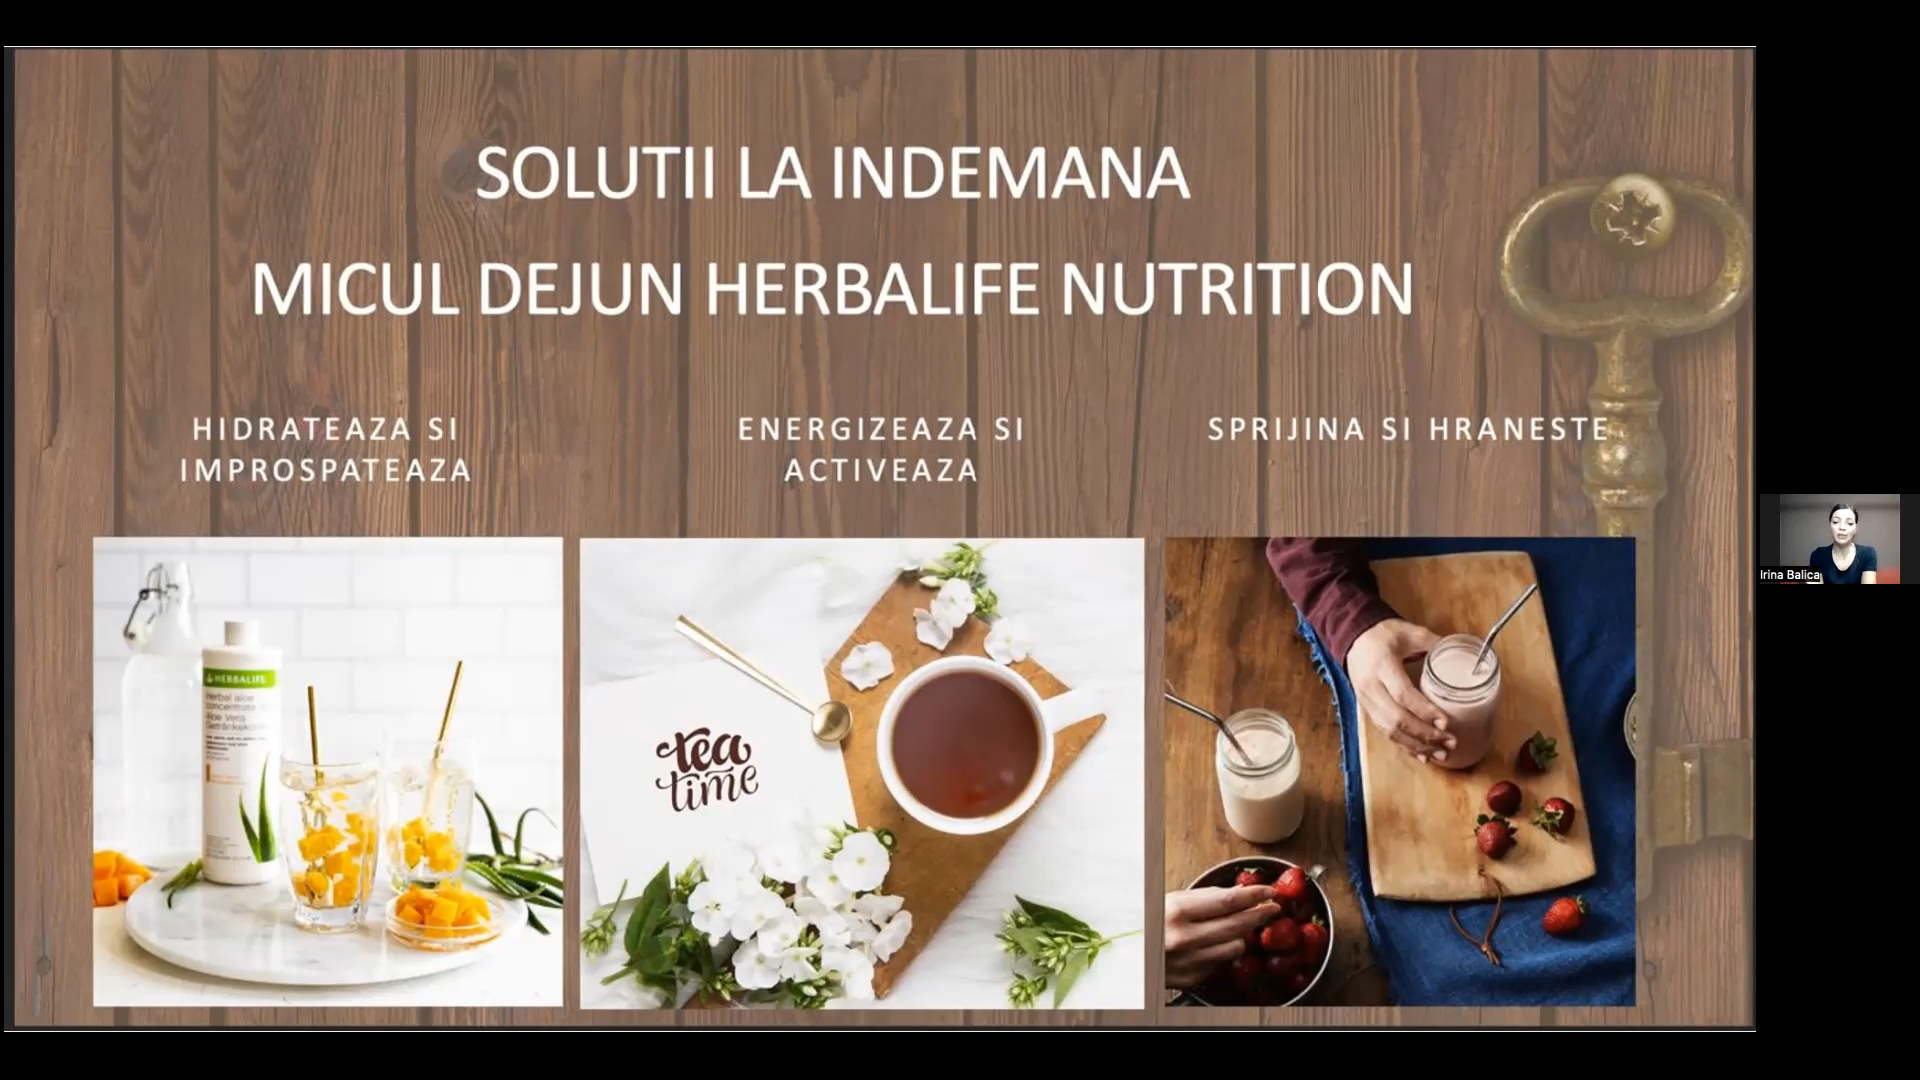 SOLUTII LA INDEMANA
MICUL DEJUN HERBALIFE NUTRITION
HIDRATEAZA SI
IMPROSPATEAZA
ENERGIZEAZA SI
ACTIVEAZA
SPRIJINA SI HRANESTE
HERBALIFE
herbal aloe
concentrate
Aloe Vera
tea
time
Irina Balica